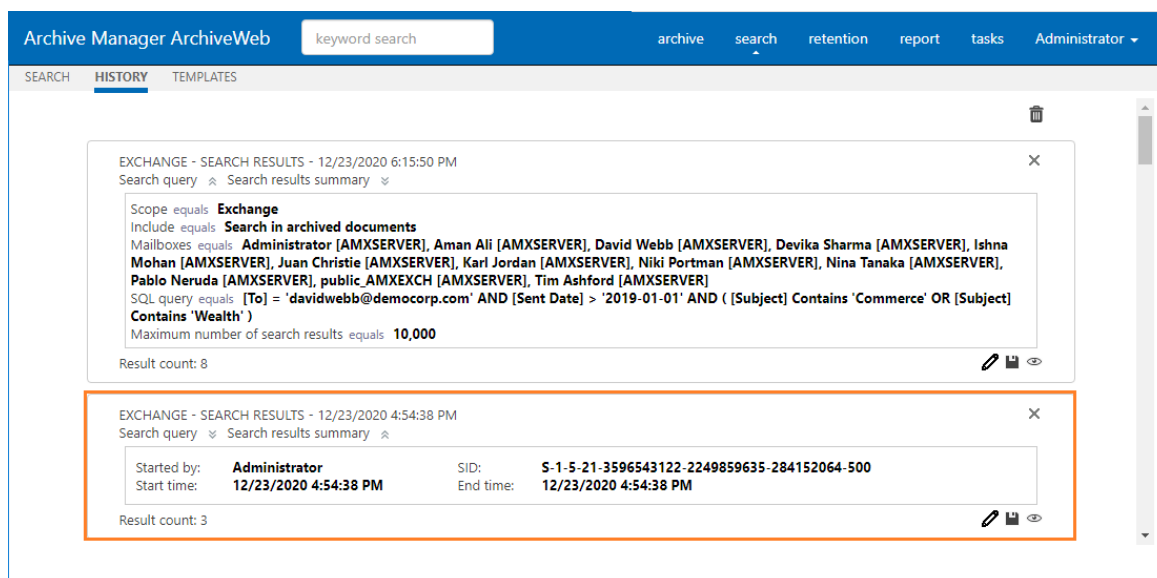 Archive Manager ArchiveWeb keyword search archive search retention report tasks Administrator
SEARCH HISTORY TEMPLATES
EXCHANGE - SEARCH RESULTS - 12/23/2020 6:15:50 PM
Search query Search results summary
Scope equals Exchange
Include equals Search in archived documents
Mailboxes equals Administrator [AMXSERVER], Aman Ali [AMXSERVER], David Webb [AMXSERVER], Devika Sharma [AMXSERVER], Ishna
Mohan [AMXSERVER], Juan Christie [AMXSERVER], Karl Jordan [AMXSERVER], Niki Portman [AMXSERVER], Nina Tanaka [AMXSERVER],
Pablo Neruda [AMXSERVER], public_AMXEXCH [AMXSERVER], Tim Ashford [AMXSERVER]
SQL query equals [To] = 'davidwebb@democorp.com' AND [Sent Date] > '2019-01-01' AND ( [Subject] Contains 'Commerce' OR [Subject]
Contains 'Wealth' )
Maximum number of search results equals 10,000
Result count: 8
EXCHANGE - SEARCH RESULTS - 12/23/2020 4:54:38 PM
Search query Search results summary
Started by: Administrator SID: S-1-5-21-3596543122-2249859635-284152064-500
Start time: 12/23/2020 4:54:38 PM End time: 12/23/2020 4:54:38 PM
Result count: 3